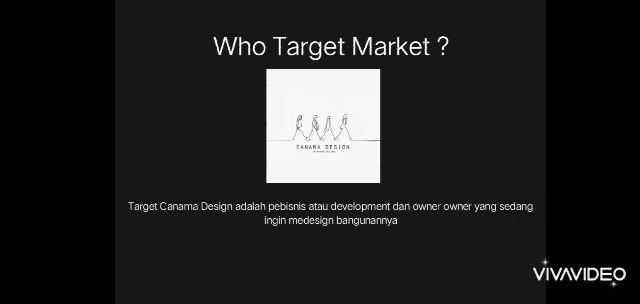 Who Target Market ?
CANAMA DESIGN
Target Canama Design adalah pebisnis atau development dan owner owner yang sedang
ingin medesign bangunannya
VIVAVIDEO